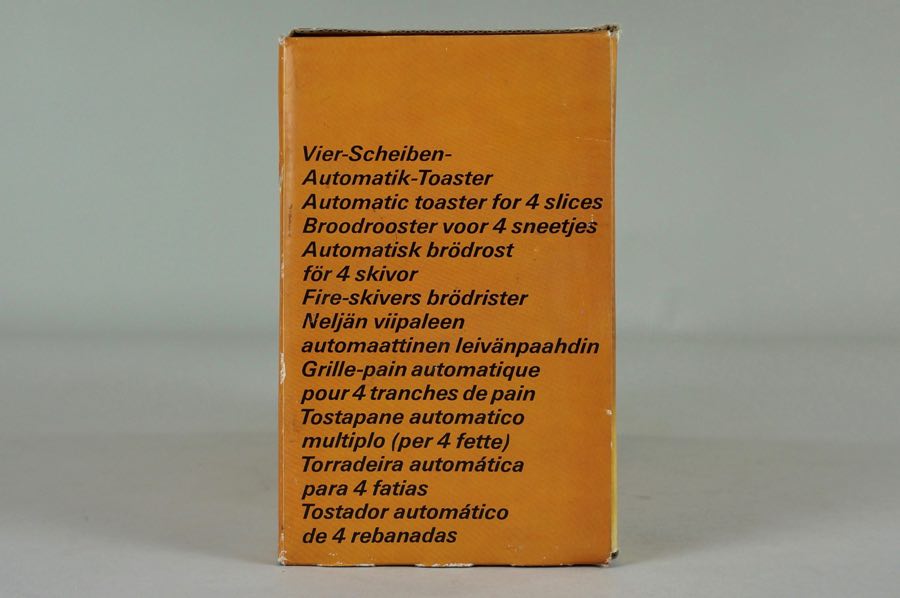 Vier-Scheiben-
Automatik-Toaster
Automatic toaster for 4 slices
Broodrooster voor 4 sneetjes
Automatisk brödrost
för 4 skivor
Fire-skivers brödrister
Neljän viipaleen
automaattinen leivänpaahdin
Grille-pain automatique
pour 4 tranches de pain
Tostapane automatico
multiplo (per 4 fette)
Torradeira automática
para 4 fatias
Tostador automático
de 4 rebanadas